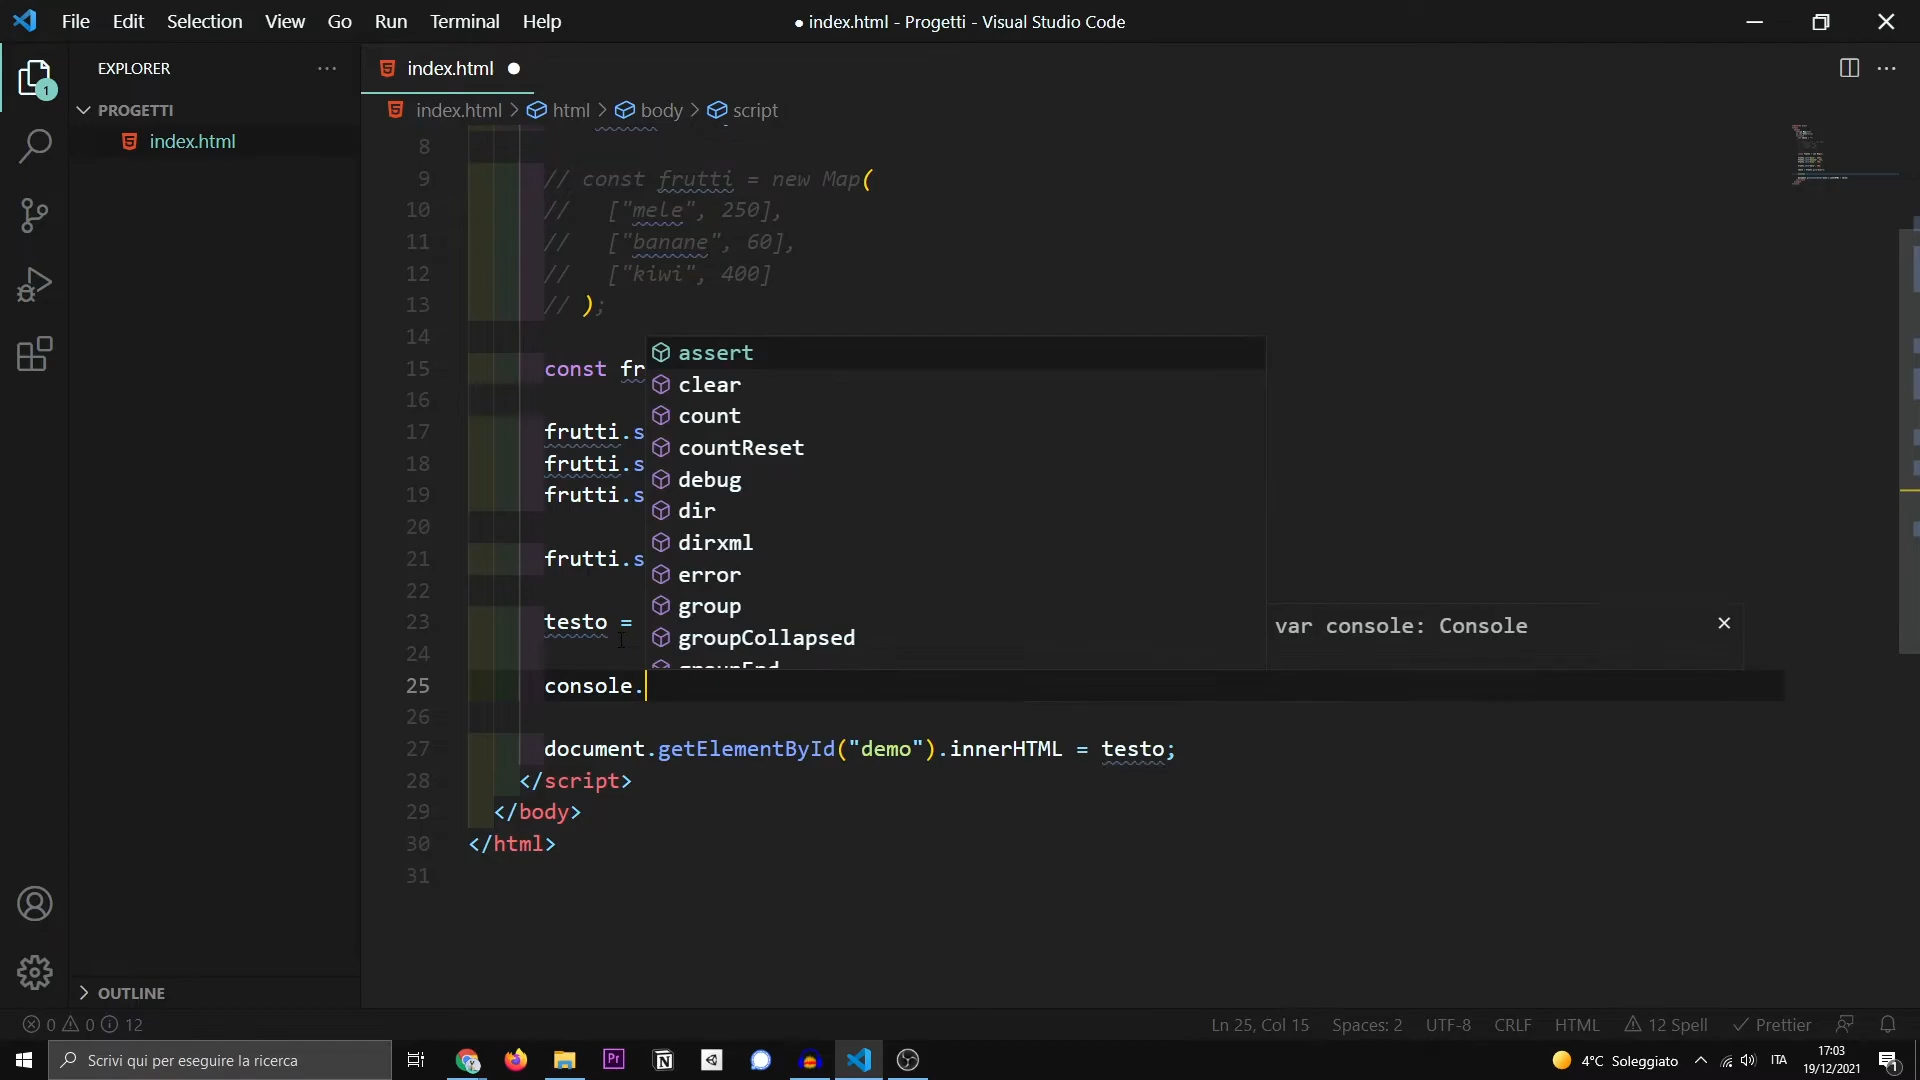 File Edit Selection View Go Run Terminal Help
● index.html - Progetti - Visual Studio Code
EXPLORER
1
PROGETTI
index.html
OUTLINE
index.html
index.html > html > body > script
8
9 // const frutti = new Map(
10 //   ["mele", 250],
11 //   ["banane", 60],
12 //   ["kiwi", 400]
13 // );
14
15 const fr
16
17 frutti.s
18 frutti.s
19 frutti.s
20
21 frutti.s
22
23 testo =
24
25 console.
26
27 document.getElementById("demo").innerHTML = testo;
28 </script>
29 </body>
30 </html>
31
assert
clear
count
countReset
debug
dir
dirxml
error
group
groupCollapsed
groupEnd
var console: Console
0 0 12
Ln 25, Col 15 Spaces: 2 UTF-8 CRLF HTML 12 Spell Prettier
Scrivi qui per eseguire la ricerca
Pr
4°C Soleggiato
ITA
17:03
19/12/2021
1